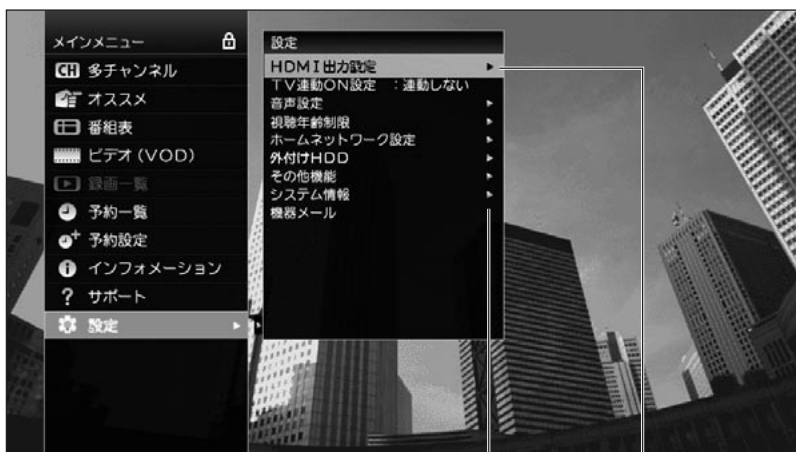 メインメニュー
CH 多チャンネル
オススメ
番組表
ビデオ(VOD)
録画一覧
予約一覧
予約設定
インフォメーション
サポート
設定
設定
HDMI出力設定
TV連動ON設定 :連動しない
音声設定
視聴年齢制限
ホームネットワーク設定
外付けHDD
その他機能
システム情報
機器メール